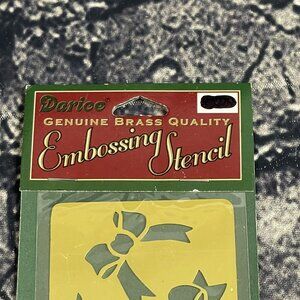 Darice
GENUINE BRASS QUALITY
Embossing Stencil